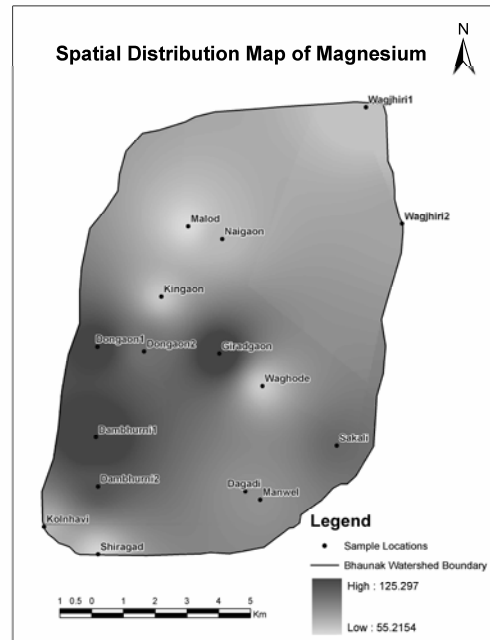 N
Spatial Distribution Map of Magnesium
Wagjhiri1
Wagjhiri2
Malod
Naigaon
Kingaon
Dongaon1
Dongaon2
Giradgaon
Waghode
Dambhurni1
Sakali
Dambhurni2
Dagadi
Manwel
Kolnhavi
Shiragad
Legend
Sample Locations
Bhaunak Watershed Boundary
High : 125.297
Low : 55.2154
1 0.5 0 1 2 3 4 5
Km